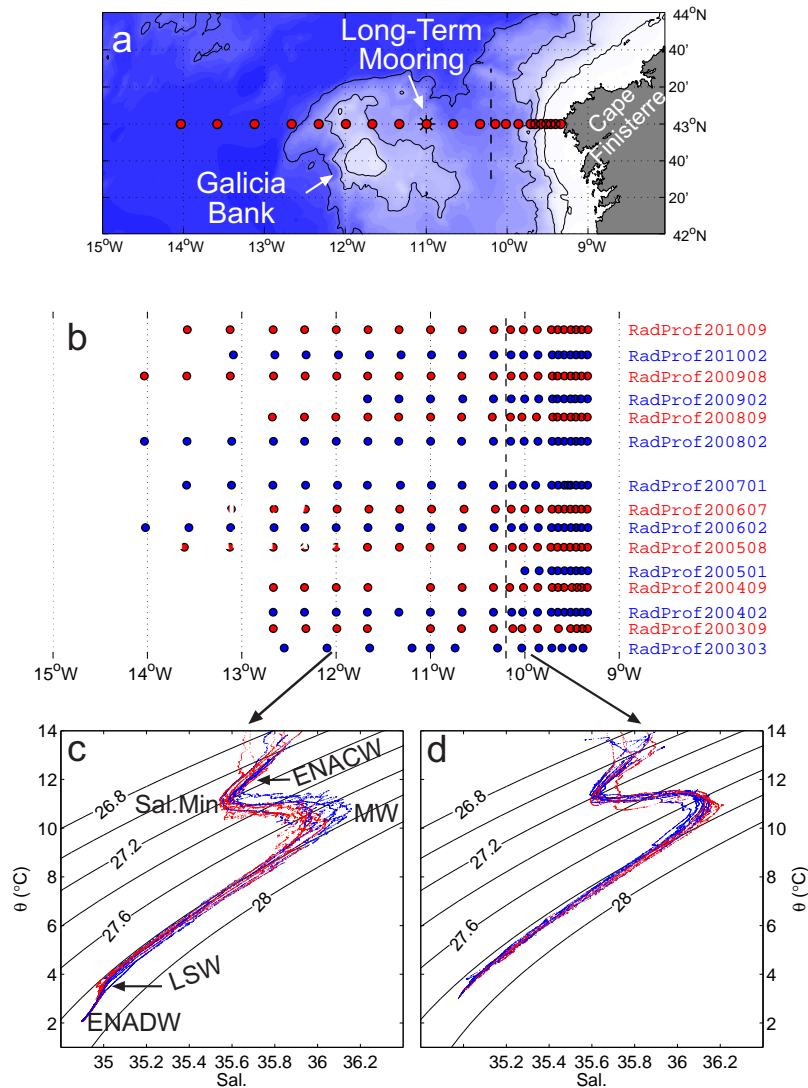 a
Long-Term
Mooring
Galicia
Bank
Cape
Finisterre
44°N
40'
20'
43°N
40'
20'
42°N
15°W 14°W 13°W 12°W 11°W 10°W 9°W
b
RadProf201009
RadProf201002
RadProf200908
RadProf200902
RadProf200809
RadProf200802
RadProf200701
RadProf200607
RadProf200602
RadProf200508
RadProf200501
RadProf200409
RadProf200402
RadProf200309
RadProf200303
15°W 14°W 13°W 12°W 11°W 10°W 9°W
c
14
12
10
8
6
4
2
θ (°C)
ENACW
26.8
Sal.Min
MW
27.2
27.6
28
LSW
ENADW
35 35.2 35.4 35.6 35.8 36 36.2
Sal.
d
26.8
27.2
27.6
28
14
12
10
8
6
4
2
θ (°C)
35.2 35.4 35.6 35.8 36 36.2
Sal.